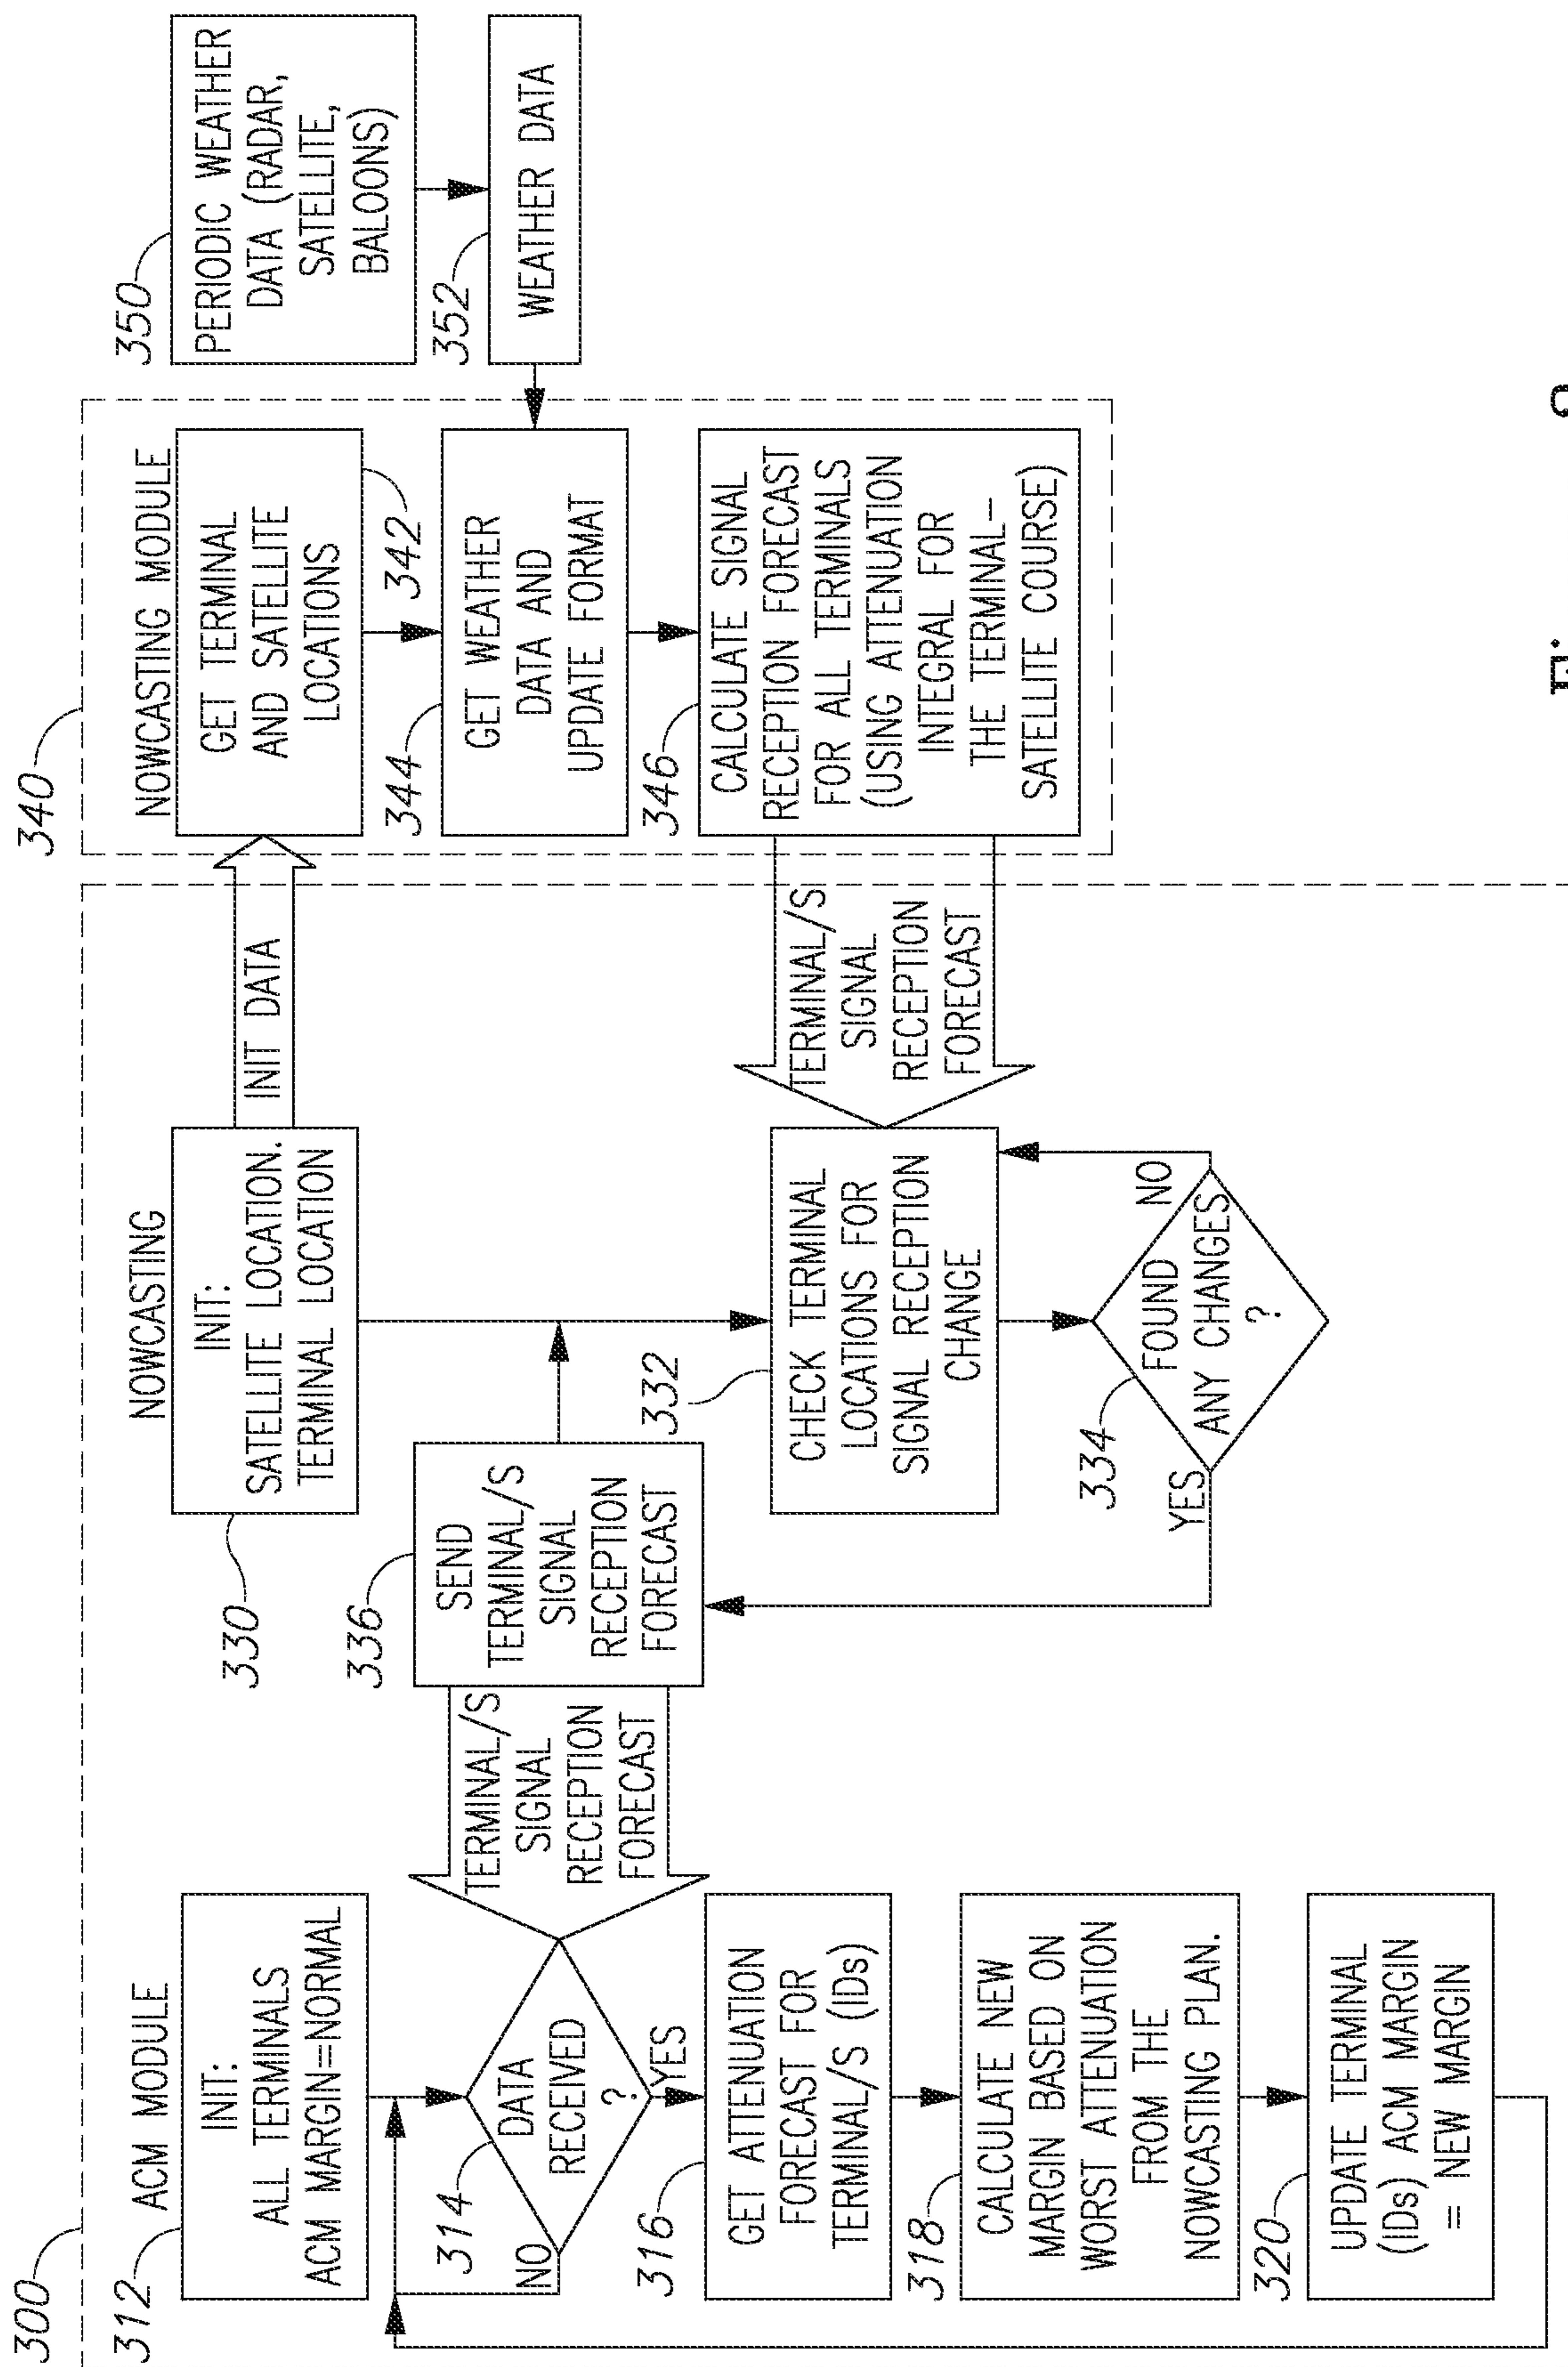 300
312
ACM MODULE
INIT:
ALL TERMINALS
ACM MARGIN=NORMAL
314
DATA
RECEIVED
?
NO
YES
316
GET ATTENUATION
FORECAST FOR
TERMINAL/S (IDs)
318
CALCULATE NEW
MARGIN BASED ON
WORST ATTENUATION
FROM THE
NOWCASTING PLAN.
320
UPDATE TERMINAL
(IDs) ACM MARGIN
= NEW MARGIN
TERMINAL/S
SIGNAL
RECEPTION
FORECAST
NOWCASTING
330
INIT:
SATELLITE LOCATION.
TERMINAL LOCATION
336
SEND
TERMINAL/S
SIGNAL
RECEPTION
FORECAST
332
CHECK TERMINAL
LOCATIONS FOR
SIGNAL RECEPTION
CHANGE
334
FOUND
ANY CHANGES
?
YES
NO
INIT DATA
TERMINAL/S
SIGNAL
RECEPTION
FORECAST
340
NOWCASTING MODULE
GET TERMINAL
AND SATELLITE
LOCATIONS
342
344
GET WEATHER
DATA AND
UPDATE FORMAT
346
CALCULATE SIGNAL
RECEPTION FORECAST
FOR ALL TERMINALS
(USING ATTENUATION
INTEGRAL FOR
THE TERMINAL-
SATELLITE COURSE)
350
PERIODIC WEATHER
DATA (RADAR,
SATELLITE,
BALOONS)
352
WEATHER DATA